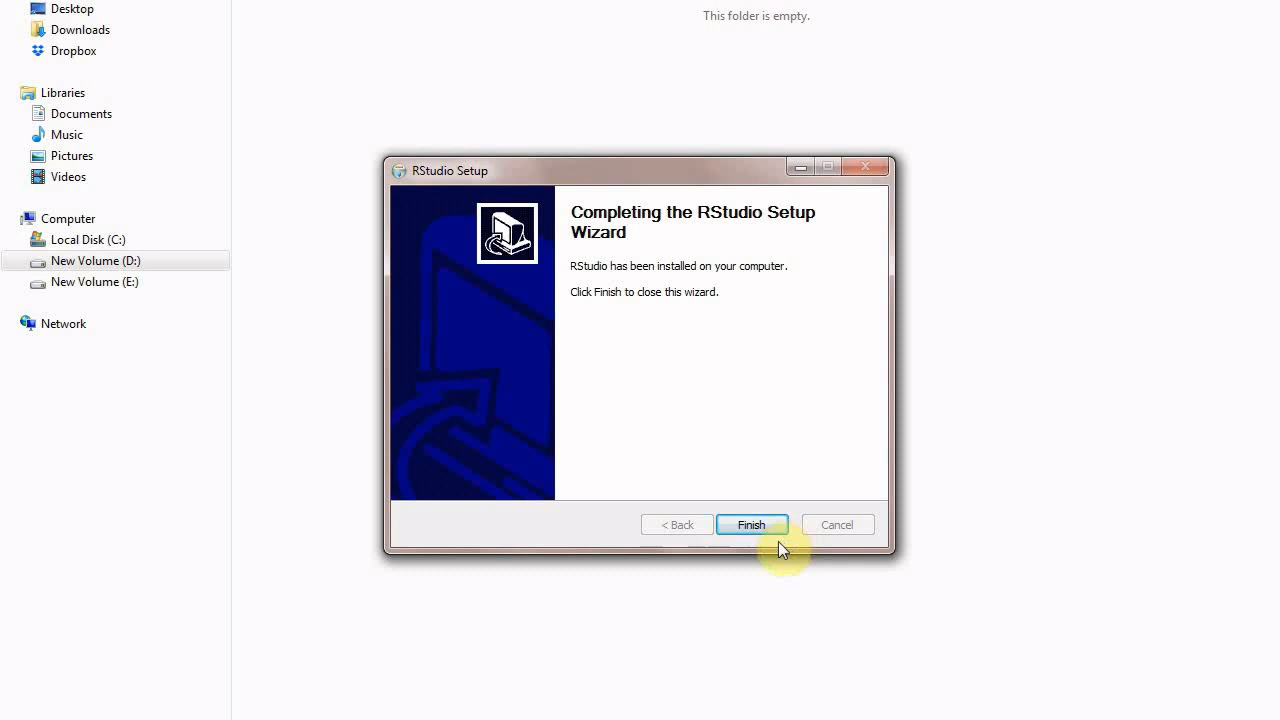 Desktop
This folder is empty.
Downloads
Dropbox
Libraries
Documents
Music
Pictures
Videos
Computer
Local Disk (C:)
New Volume (D:)
New Volume (E:)
Network
RStudio Setup
Completing the RStudio Setup
Wizard
RStudio has been installed on your computer.
Click Finish to close this wizard.
< Back Finish Cancel